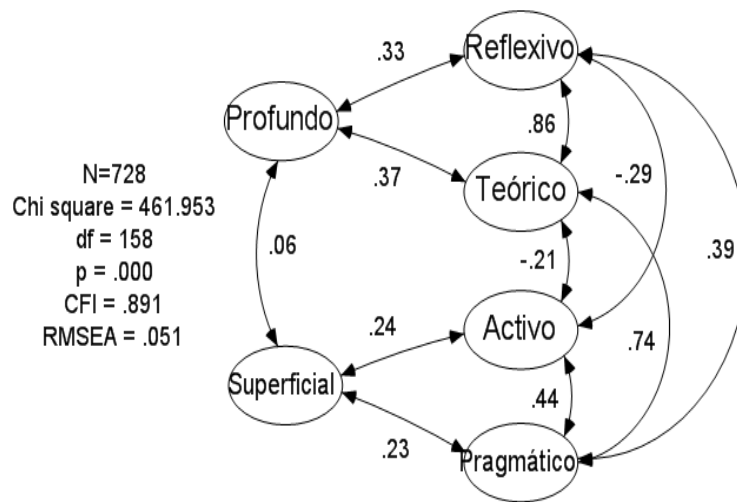 Reflexivo
.33
Profundo
.86
N=728
.37
Teórico
-.29
Chi square = 461.953
df = 158
.06
-.21
.39
p = .000
CFI = .891
RMSEA = .051
.24
Activo
.74
Superficial
.44
.23
Pragmático